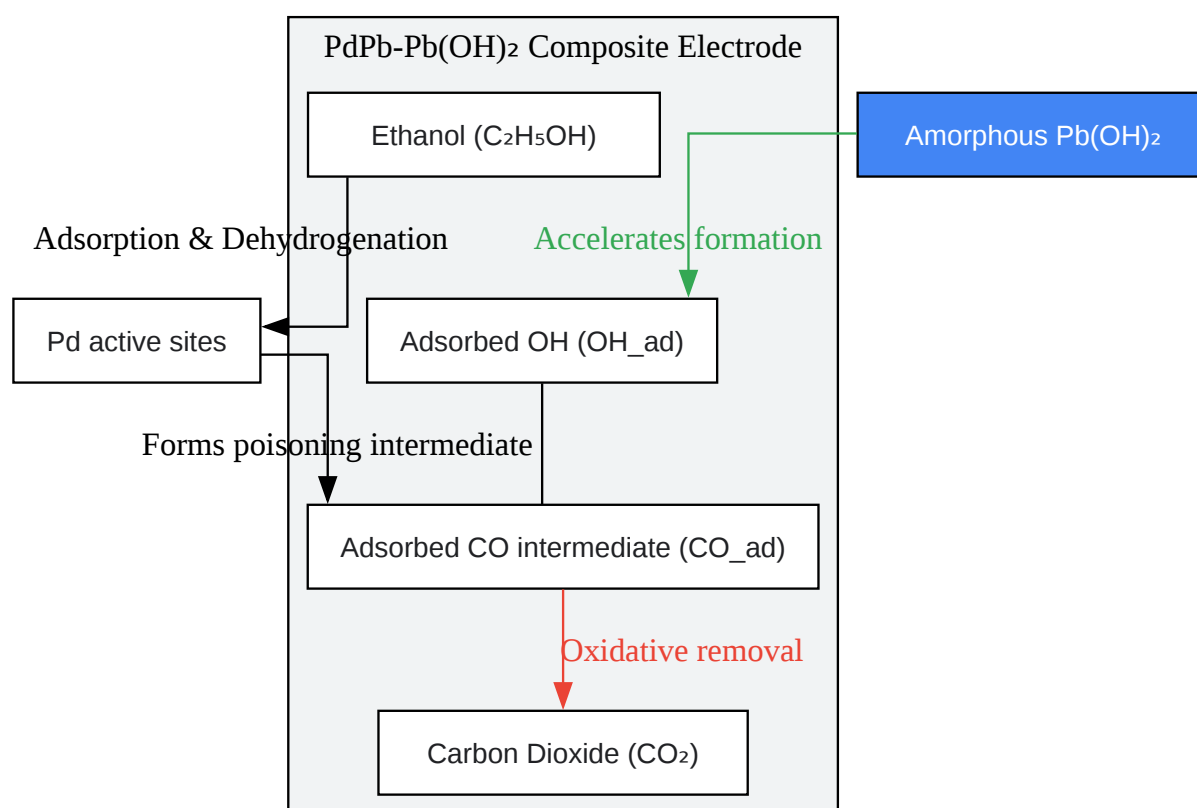 PdPb-Pb(OH)₂ Composite Electrode
Ethanol (C₂H₅OH)
Amorphous Pb(OH)₂
Adsorption & Dehydrogenation
Accelerates formation
Pd active sites
Adsorbed OH (OH_ad)
Forms poisoning intermediate
Adsorbed CO intermediate (CO_ad)
Oxidative removal
Carbon Dioxide (CO₂)